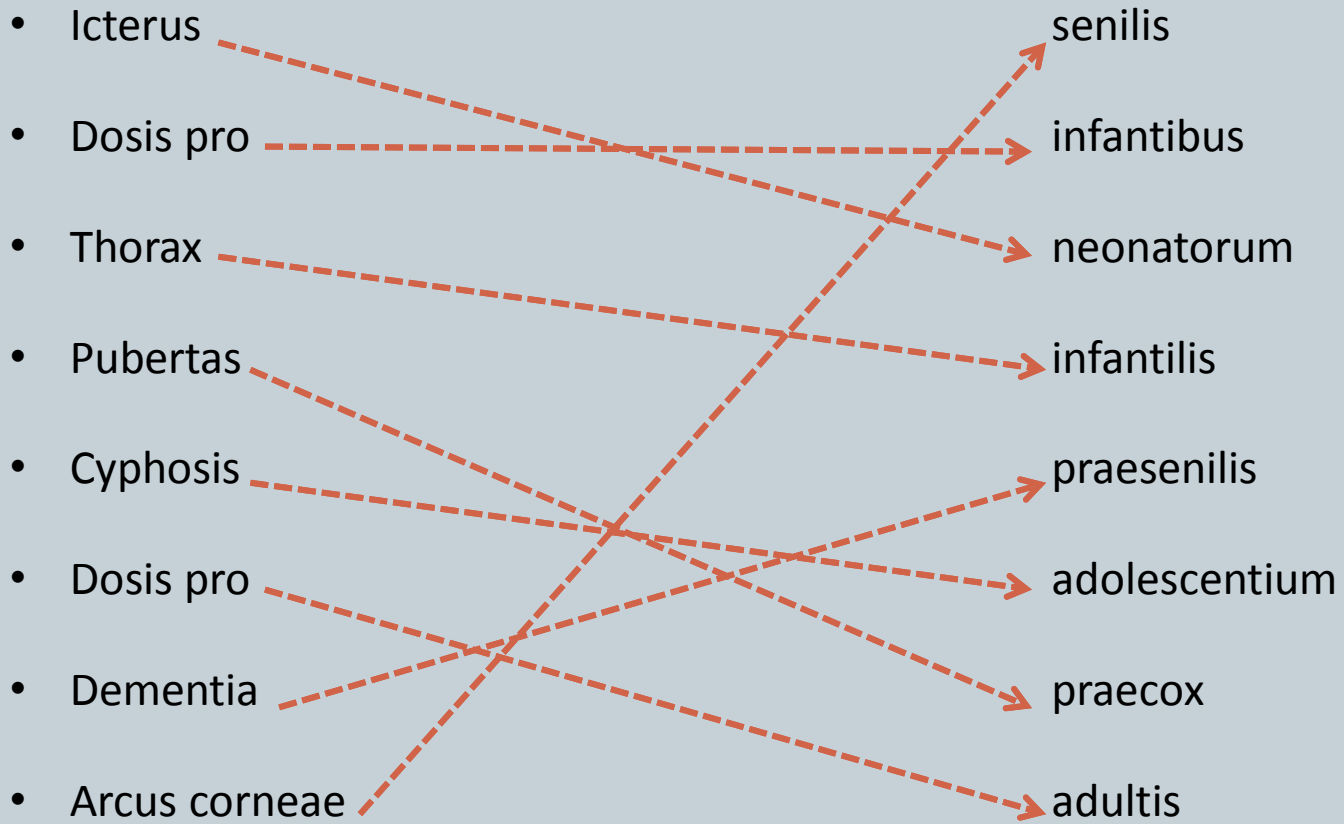 • Icterus senilis
• Dosis pro infantibus
• Thorax neonatorum
• Pubertas infantilis
• Cyphosis praesenilis
• Dosis pro adolescentium
• Dementia praecox
• Arcus corneae adultis